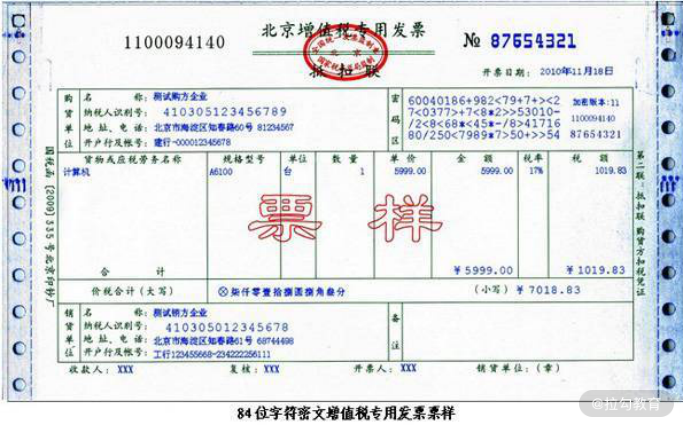 北京增值税专用发票
1100094140
№ 87654321
抵扣联
开票日期: 2010年11月18日
购货单位
名 称: 测试购方企业
纳税人识别号: 410305123456789
地 址、电 话: 北京市海淀区知春路60号 81234567
开户行及帐号: 建行-000012345678
密码区
60040186+982<79+7+><2 加密版本:11
7<0377>+7<8*2>>53010- 1100094140
/2<8<68*<45*-/8>41716
80/250<7989*7>50+>>54 87654321
货物或应税劳务名称 规格型号 单位 数 量 单 价 金 额 税率 税 额
计算机 A6100 台 1 5999.00 5999.00 17% 1019.83
票样
合 计 ￥5999.00 ￥1019.83
价税合计(大写) ⊗柒仟零壹拾捌圆捌角叁分 (小写)￥7018.83
销货单位
名 称: 测试销方企业
纳税人识别号: 410305012345678
地 址、电 话: 北京市海淀区知春路61号 68744498
开户行及帐号: 工行123455668-234222256111
备注
收款人: XXX 复核: XXX 开票人: XXX 销货单位:(章)
国税函〔2009〕335号北京印钞厂
第二联:抵扣联 购货方扣税凭证
@拉勾教育
84位字符密文增值税专用发票票样